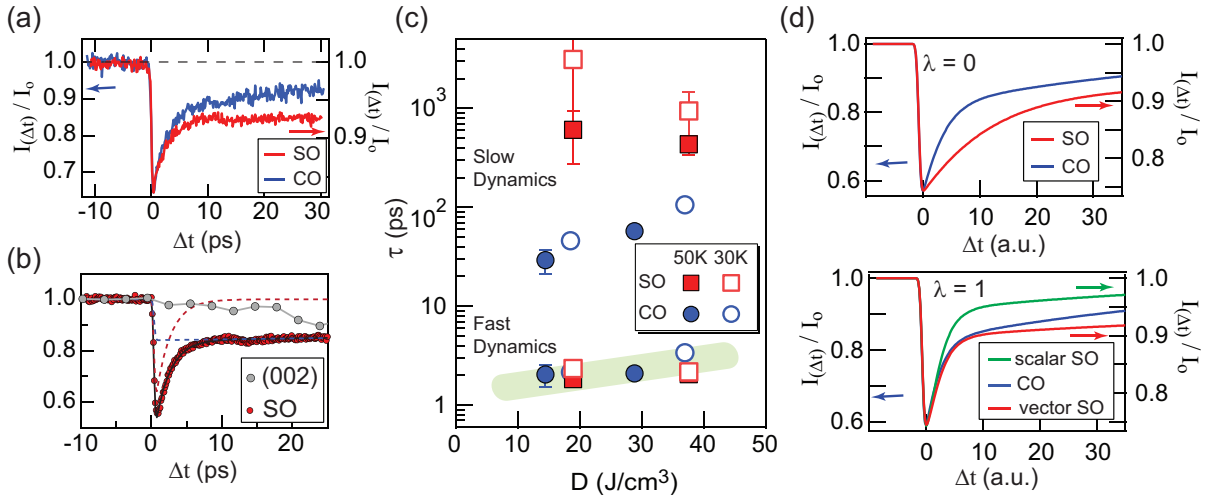 (a)
1.0
0.9
0.8
0.7
I(Δt) / Io
1.0
0.9
I(Δt) / Io
SO
CO
-10
0
10
20
30
Δt (ps)
(b)
1.0
0.8
0.6
(002)
SO
-10
0
10
20
Δt (ps)
(c)
10³
10²
10
1
τ (ps)
Slow
Dynamics
Fast
Dynamics
50K 30K
SO
CO
0
10
20
30
40
50
D (J/cm³)
(d)
λ = 0
1.0
0.8
0.6
I(Δt) / Io
1.0
0.9
0.8
I(Δt) / Io
SO
CO
0
10
20
30
Δt (a.u.)
λ = 1
1.0
0.8
0.6
I(Δt) / Io
1.0
0.9
0.8
I(Δt) / Io
scalar SO
CO
vector SO
0
10
20
30
Δt (a.u.)